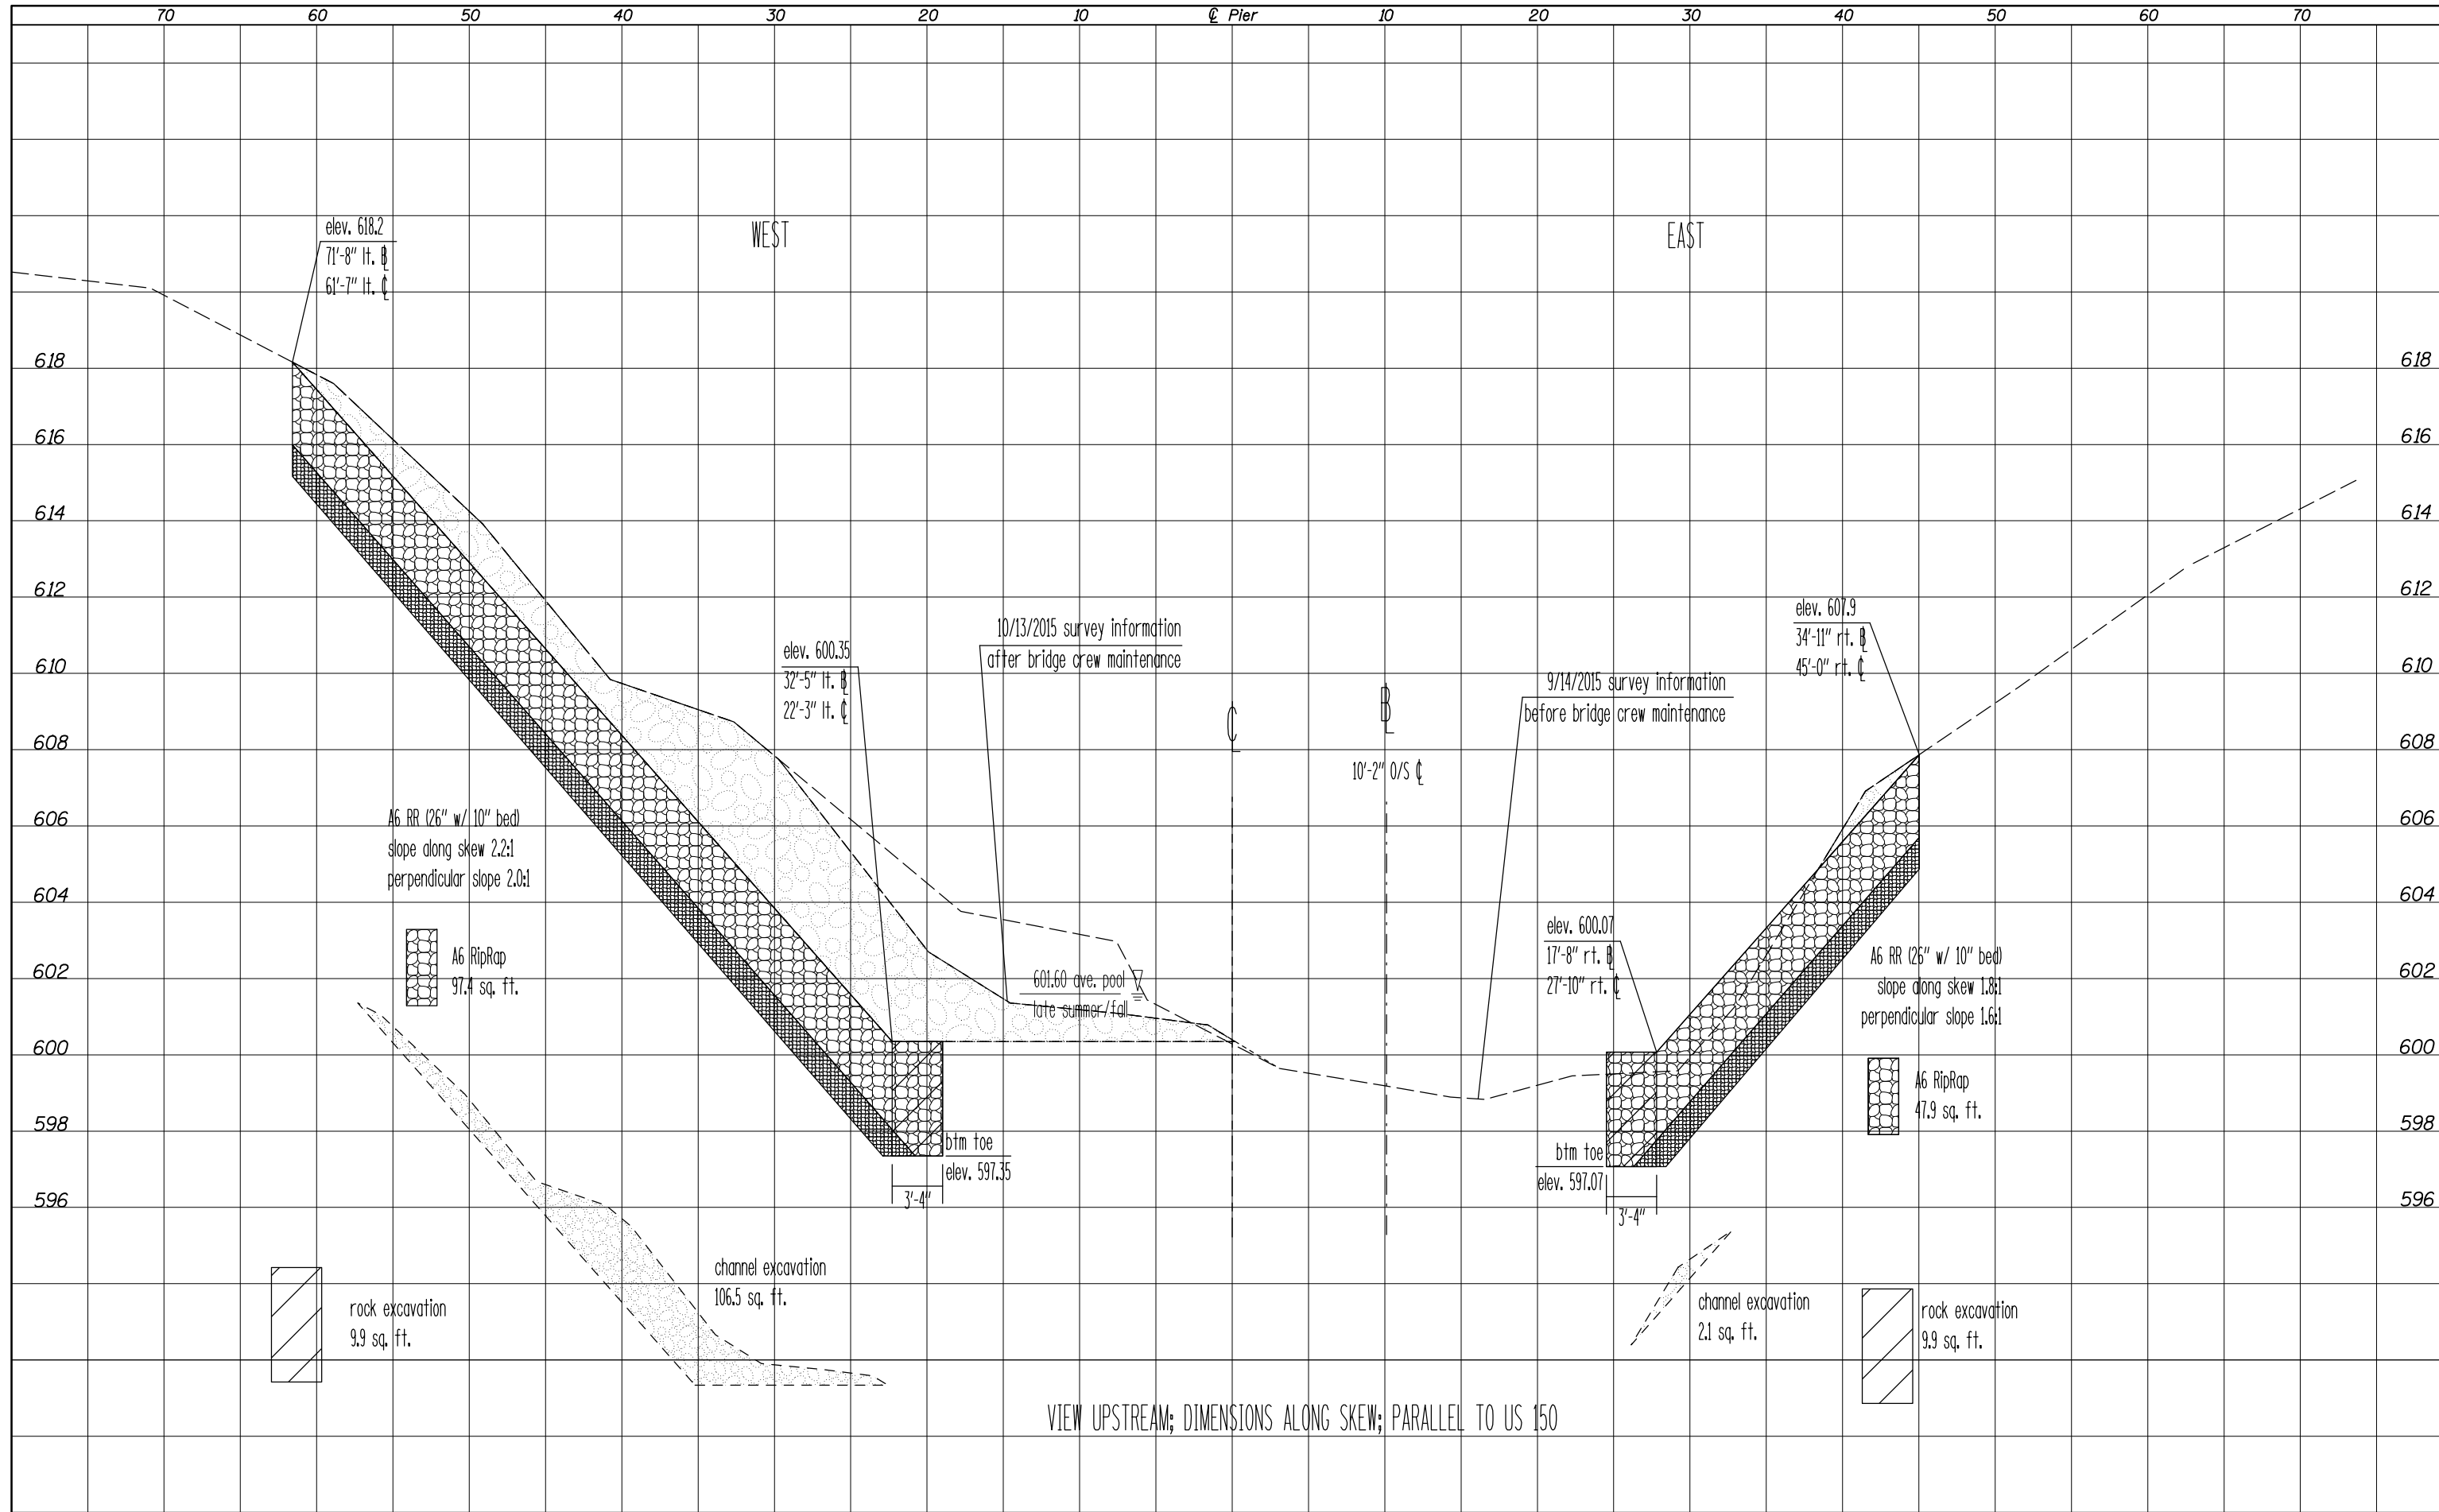 70 60 50 40 30 20 10 ℄ Pier 10 20 30 40 50 60 70
WEST
EAST
elev. 618.2
71'-8" lt. B̵L
61'-7" lt. ℄
618
618
616
616
614
614
612
612
610
610
608
608
606
606
604
604
602
602
600
600
598
598
596
596
elev. 600.35
32'-5" lt. B̵L
22'-3" lt. ℄
10/13/2015 survey information
after bridge crew maintenance
℄
B̵L
10'-2" O/S ℄
9/14/2015 survey information
before bridge crew maintenance
elev. 607.9
34'-11" rt. B̵L
45'-0" rt. ℄
A6 RR (26" w/ 10" bed)
slope along skew 2.2:1
perpendicular slope 2.0:1
A6 RipRap
97.4 sq. ft.
601.60 ave. pool
late summer/fall
elev. 600.07
17'-8" rt. B̵L
27'-10" rt. ℄
A6 RR (26" w/ 10" bed)
slope along skew 1.8:1
perpendicular slope 1.6:1
A6 RipRap
47.9 sq. ft.
btm toe
elev. 597.35
3'-4"
btm toe
elev. 597.07
3'-4"
rock excavation
9.9 sq. ft.
channel excavation
106.5 sq. ft.
channel excavation
2.1 sq. ft.
rock excavation
9.9 sq. ft.
VIEW UPSTREAM; DIMENSIONS ALONG SKEW; PARALLEL TO US 150